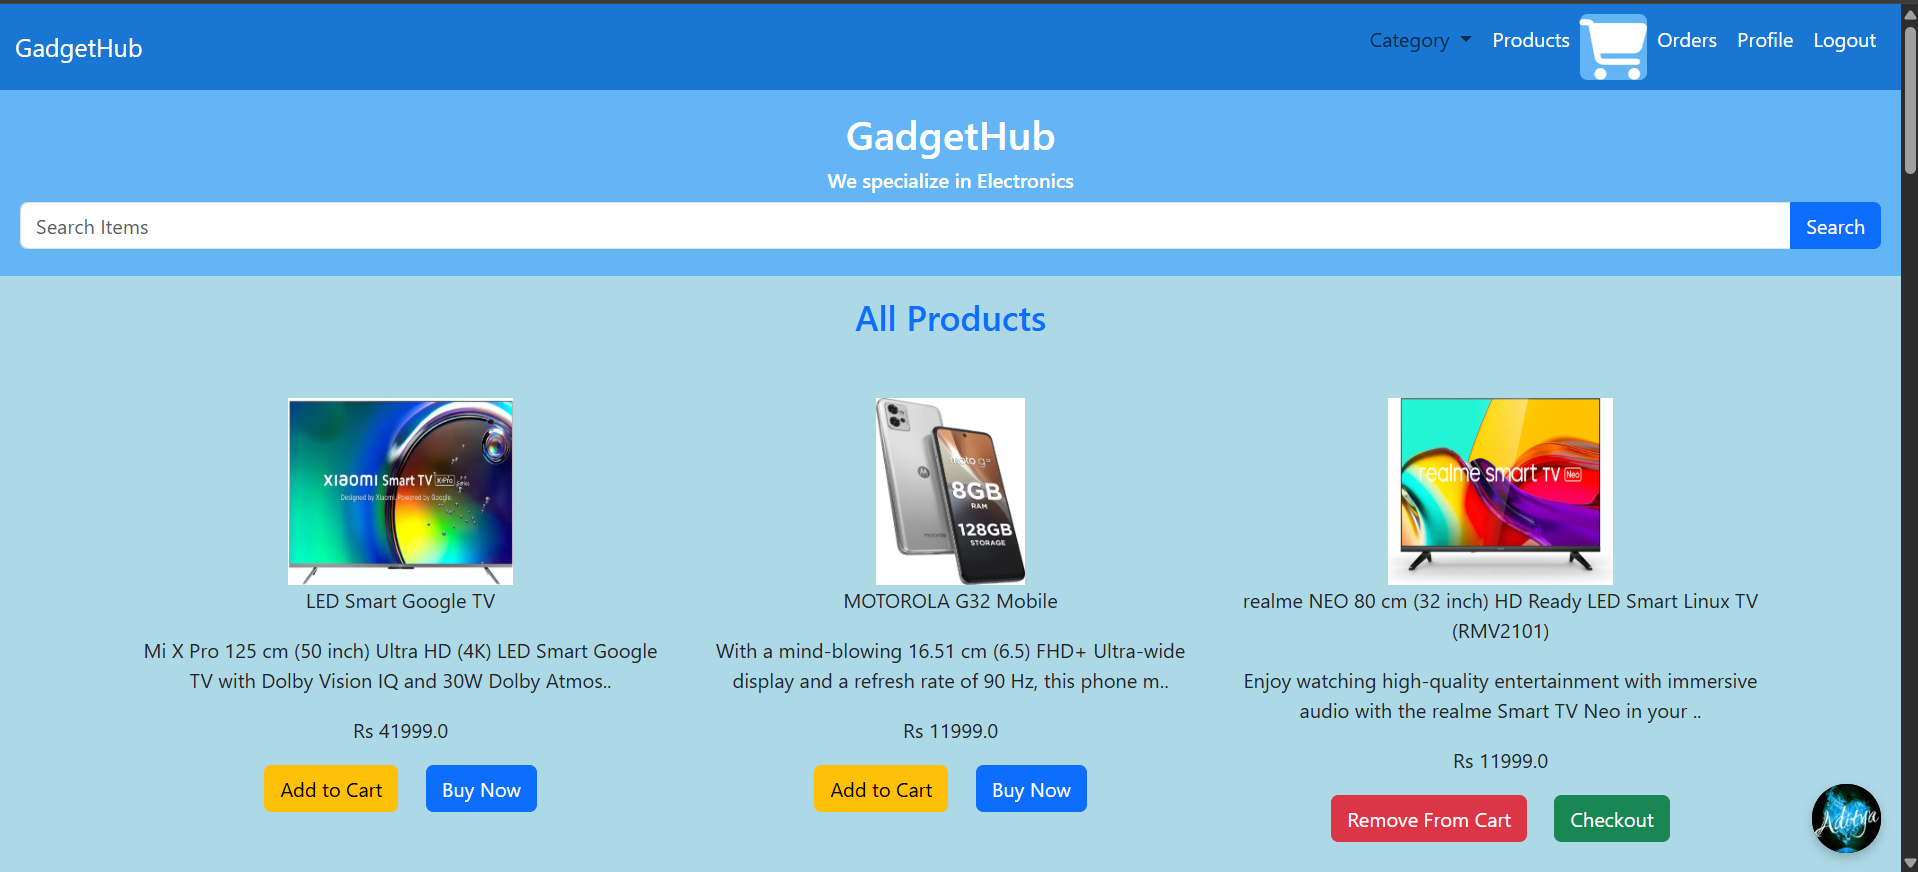 GadgetHub
Category
Products
Orders
Profile
Logout
GadgetHub
We specialize in Electronics
Search Items
Search
All Products
XIAOMI Smart TV X Pro Series
Designed by Xiaomi. Powered by Google.
LED Smart Google TV
Mi X Pro 125 cm (50 inch) Ultra HD (4K) LED Smart Google
TV with Dolby Vision IQ and 30W Dolby Atmos..
Rs 41999.0
Add to Cart
Buy Now
moto g32
8GB
RAM
128GB
STORAGE
motorola
MOTOROLA G32 Mobile
With a mind-blowing 16.51 cm (6.5) FHD+ Ultra-wide
display and a refresh rate of 90 Hz, this phone m..
Rs 11999.0
Add to Cart
Buy Now
realme smart TV Neo
realme NEO 80 cm (32 inch) HD Ready LED Smart Linux TV
(RMV2101)
Enjoy watching high-quality entertainment with immersive
audio with the realme Smart TV Neo in your ..
Rs 11999.0
Remove From Cart
Checkout
Aditya